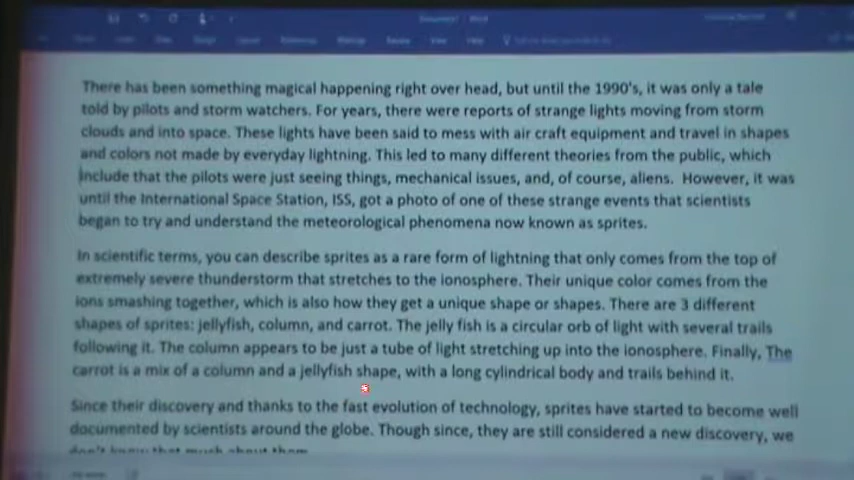 There has been something magical happening right over head, but until the 1990's, it was only a tale
told by pilots and storm watchers. For years, there were reports of strange lights moving from storm
clouds and into space. These lights have been said to mess with air craft equipment and travel in shapes
and colors not made by everyday lightning. This led to many different theories from the public, which
include that the pilots were just seeing things, mechanical issues, and, of course, aliens.  However, it was
until the International Space Station, ISS, got a photo of one of these strange events that scientists
began to try and understand the meteorological phenomena now known as sprites.
In scientific terms, you can describe sprites as a rare form of lightning that only comes from the top of
extremely severe thunderstorm that stretches to the ionosphere. Their unique color comes from the
ions smashing together, which is also how they get a unique shape or shapes. There are 3 different
shapes of sprites: jellyfish, column, and carrot. The jelly fish is a circular orb of light with several trails
following it. The column appears to be just a tube of light stretching up into the ionosphere. Finally, The
carrot is a mix of a column and a jellyfish shape, with a long cylindrical body and trails behind it.
Since their discovery and thanks to the fast evolution of technology, sprites have started to become well
documented by scientists around the globe. Though since, they are still considered a new discovery, we
don't know that much about them